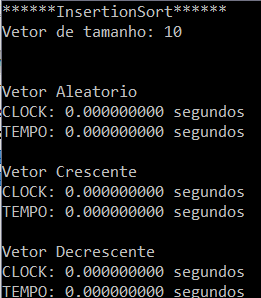 ******InsertionSort******
Vetor de tamanho: 10
Vetor Aleatorio
CLOCK: 0.000000000 segundos
TEMPO: 0.000000000 segundos
Vetor Crescente
CLOCK: 0.000000000 segundos
TEMPO: 0.000000000 segundos
Vetor Decrescente
CLOCK: 0.000000000 segundos
TEMPO: 0.000000000 segundos